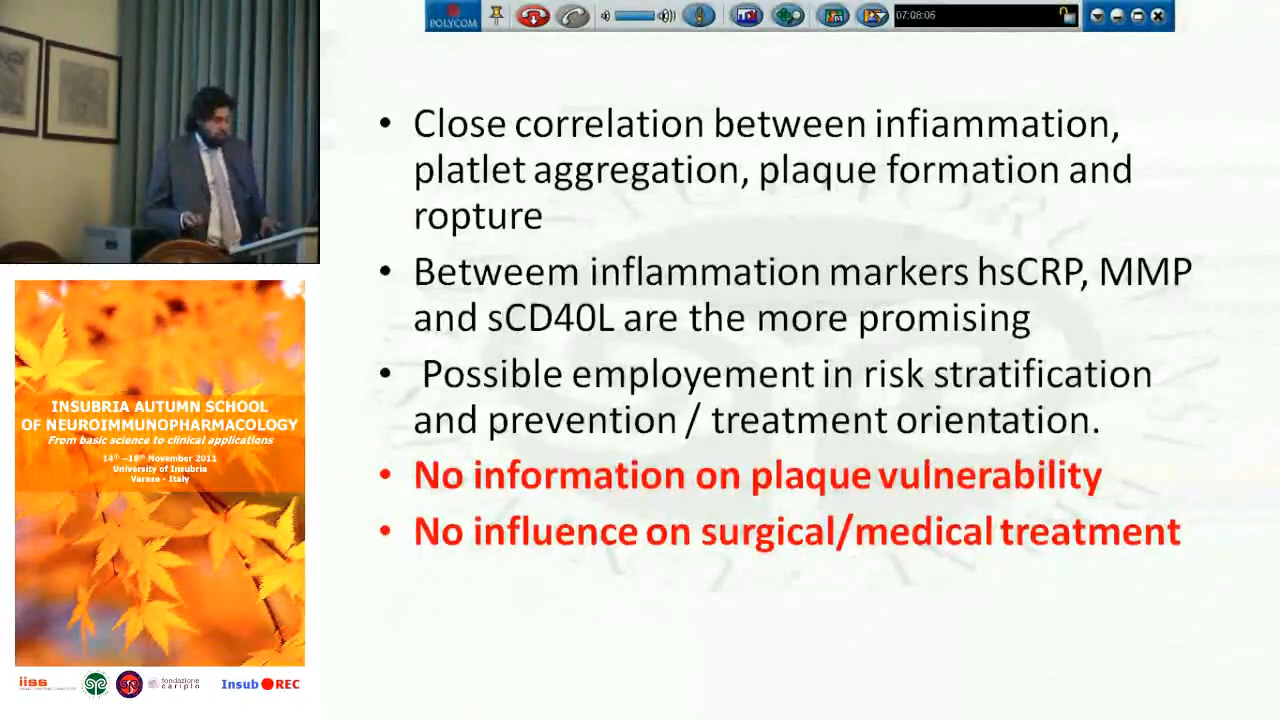 POLYCOM
07:08:05
• Close correlation between infiammation,
platlet aggregation, plaque formation and
ropture
• Betweem inflammation markers hsCRP, MMP
and sCD40L are the more promising
• Possible employement in risk stratification
and prevention / treatment orientation.
• No information on plaque vulnerability
• No influence on surgical/medical treatment
INSUBRIA AUTUMN SCHOOL
OF NEUROIMMUNOPHARMACOLOGY
From basic science to clinical applications
14th -18th November 2011
University of Insubria
Varese - Italy
iiss
fondazione
cariplo
Insub REC